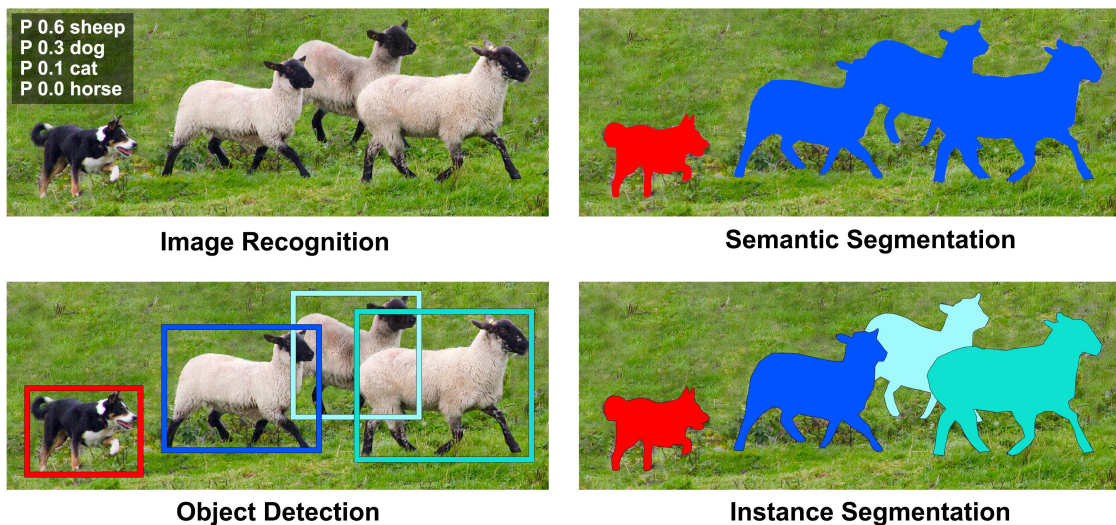 P 0.6 sheep
P 0.3 dog
P 0.1 cat
P 0.0 horse
Image Recognition
Semantic Segmentation
Object Detection
Instance Segmentation